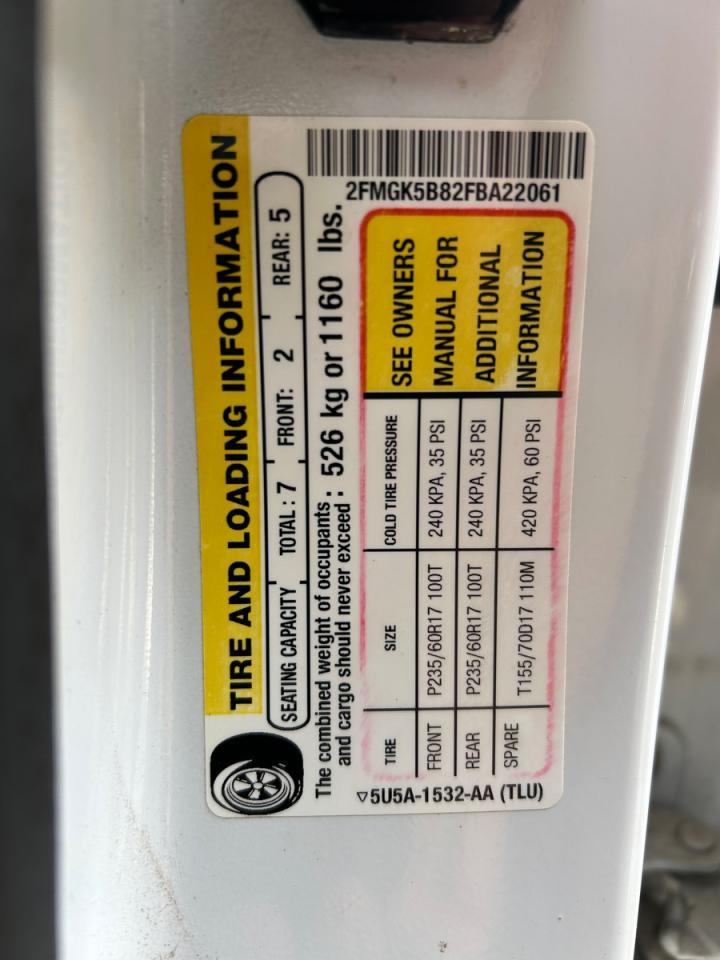 TIRE AND LOADING INFORMATION
SEATING CAPACITY TOTAL: 7 FRONT: 2 REAR: 5
The combined weight of occupants
and cargo should never exceed : 526 kg or 1160 lbs.
2FMGK5B82FBA22061
TIRE SIZE COLD TIRE PRESSURE
FRONT P235/60R17 100T 240 KPA, 35 PSI
REAR P235/60R17 100T 240 KPA, 35 PSI
SPARE T155/70D17 110M 420 KPA, 60 PSI
SEE OWNERS
MANUAL FOR
ADDITIONAL
INFORMATION
▽5U5A-1532-AA (TLU)